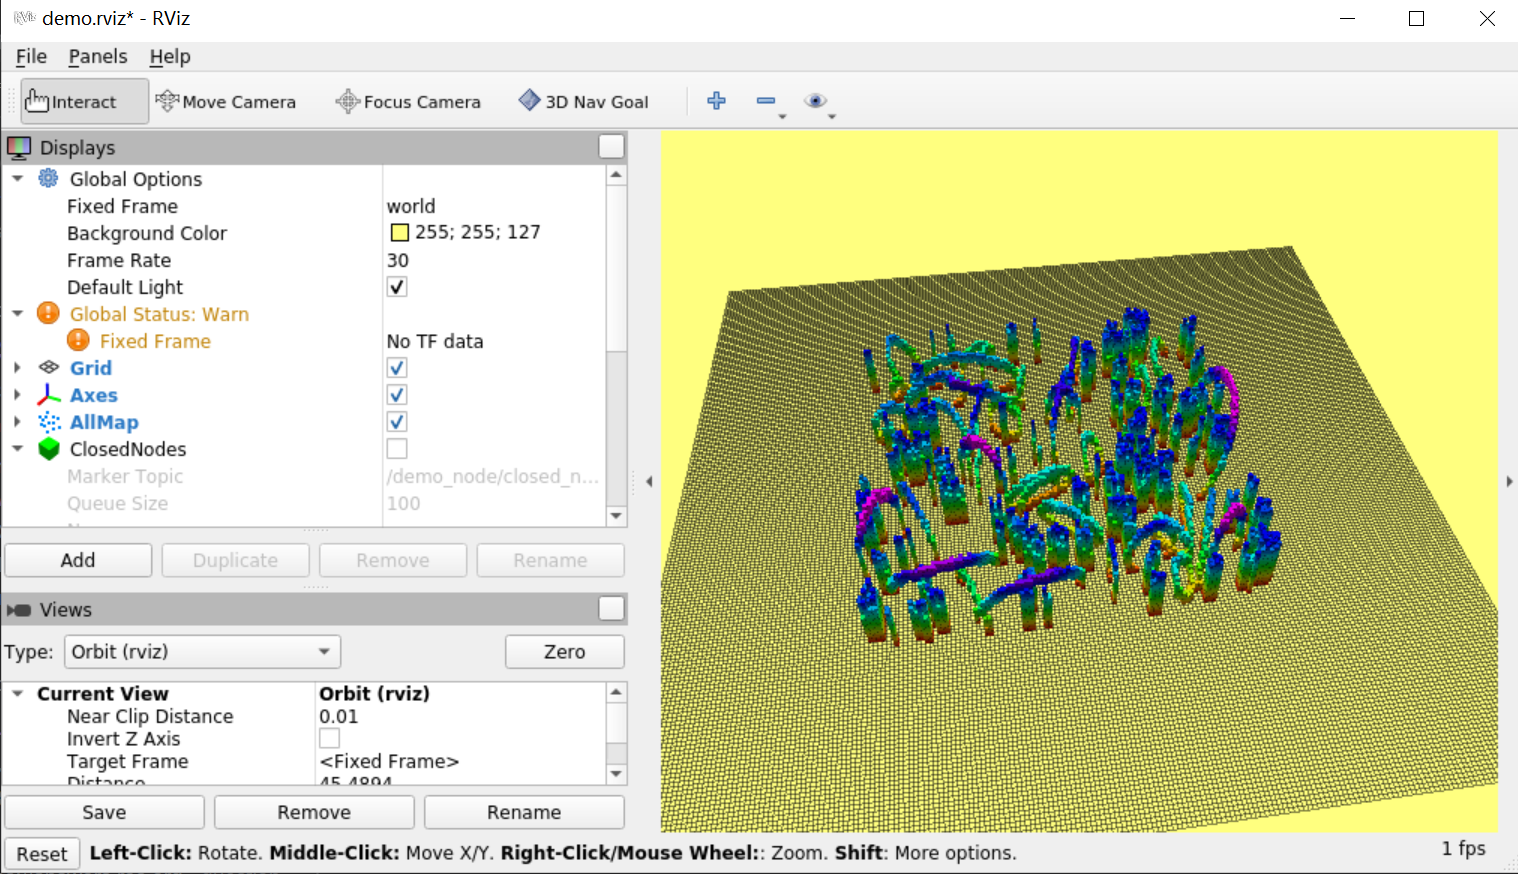 demo.rviz* - RViz
File Panels Help
Interact Move Camera Focus Camera 3D Nav Goal
Displays
Global Options
Fixed Frame world
Background Color 255; 255; 127
Frame Rate 30
Default Light
Global Status: Warn
Fixed Frame No TF data
Grid
Axes
AllMap
ClosedNodes
Marker Topic /demo_node/closed_n...
Queue Size 100
Add Duplicate Remove Rename
Views
Type: Orbit (rviz) Zero
Current View Orbit (rviz)
Near Clip Distance 0.01
Invert Z Axis
Target Frame <Fixed Frame>
Distance 45.4894
Save Remove Rename
Reset Left-Click: Rotate. Middle-Click: Move X/Y. Right-Click/Mouse Wheel:: Zoom. Shift: More options. 1 fps